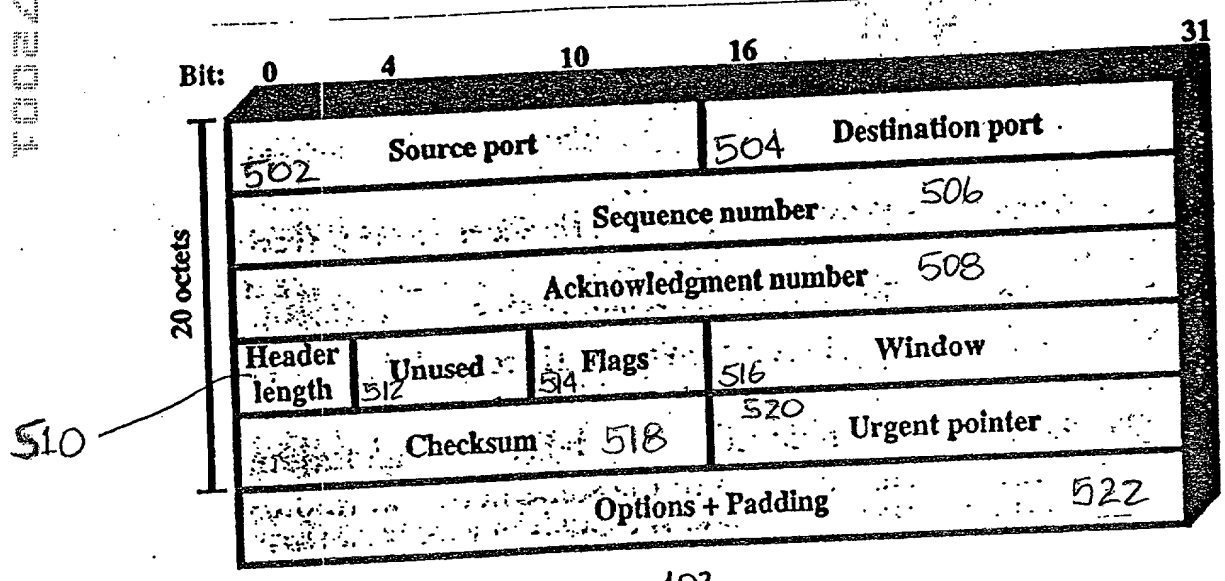 Bit: 0 4 10 16 31
Source port 502
504 Destination port
Sequence number 506
Acknowledgment number 508
20 octets
Header length
Unused 512
Flags 514
Window 516
510
Checksum 518
520 Urgent pointer
Options + Padding 522